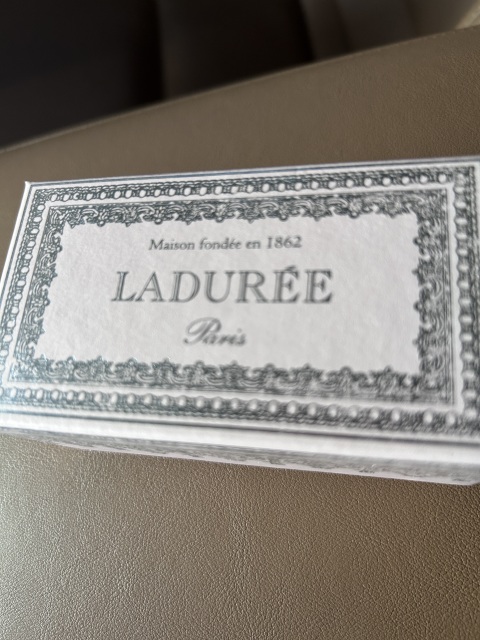 Maison fondée en 1862
LADURÉE
Paris